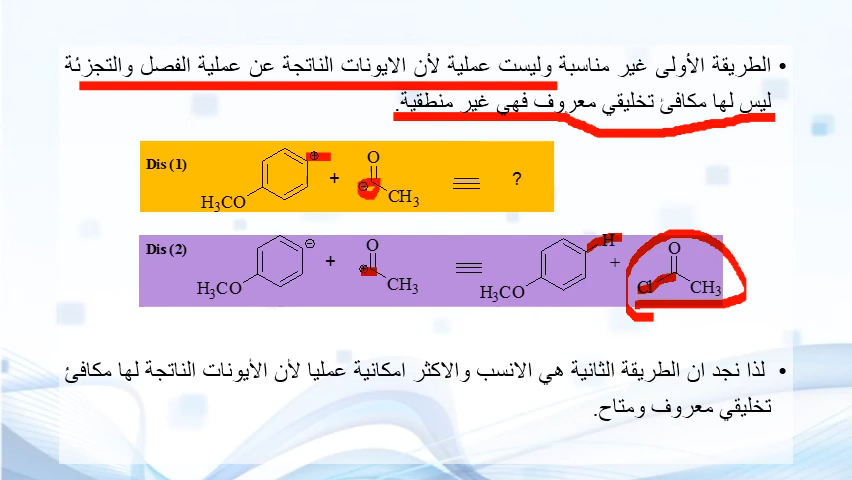 • الطريقة الأولى غير مناسبة وليست عملية لأن الايونات الناتجة عن عملية الفصل والتجزئة
ليس لها مكافئ تخليقي معروف فهي غير منطقية.
Dis (1) H₃CO ⊕ + ⊖ O CH₃ ≡ ?
Dis (2) H₃CO ⊖ + ⊕ O CH₃ ≡ H₃CO H + Cl O CH₃
• لذا نجد ان الطريقة الثانية هي الانسب والاكثر امكانية عمليا لأن الأيونات الناتجة لها مكافئ
تخليقي معروف ومتاح.